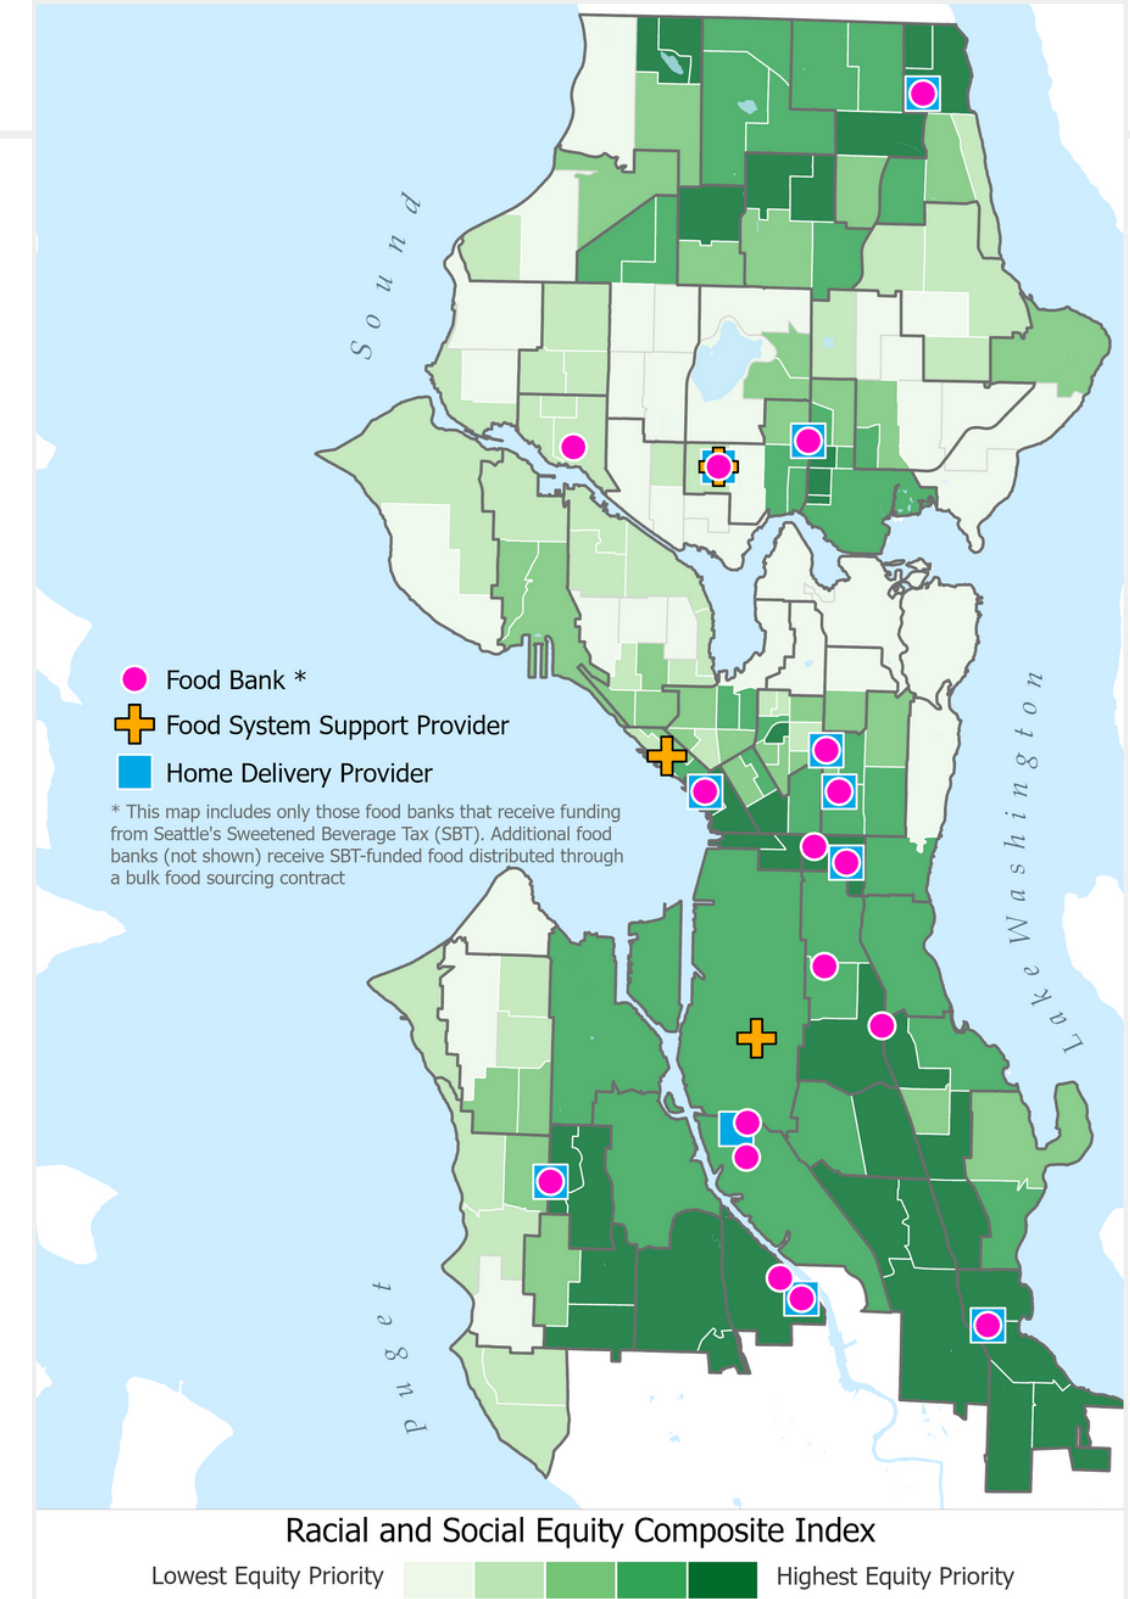 Sound
Food Bank *
Food System Support Provider
Home Delivery Provider
* This map includes only those food banks that receive funding
from Seattle's Sweetened Beverage Tax (SBT). Additional food
banks (not shown) receive SBT-funded food distributed through
a bulk food sourcing contract
Lake Washington
Puget
Racial and Social Equity Composite Index
Lowest Equity Priority
Highest Equity Priority